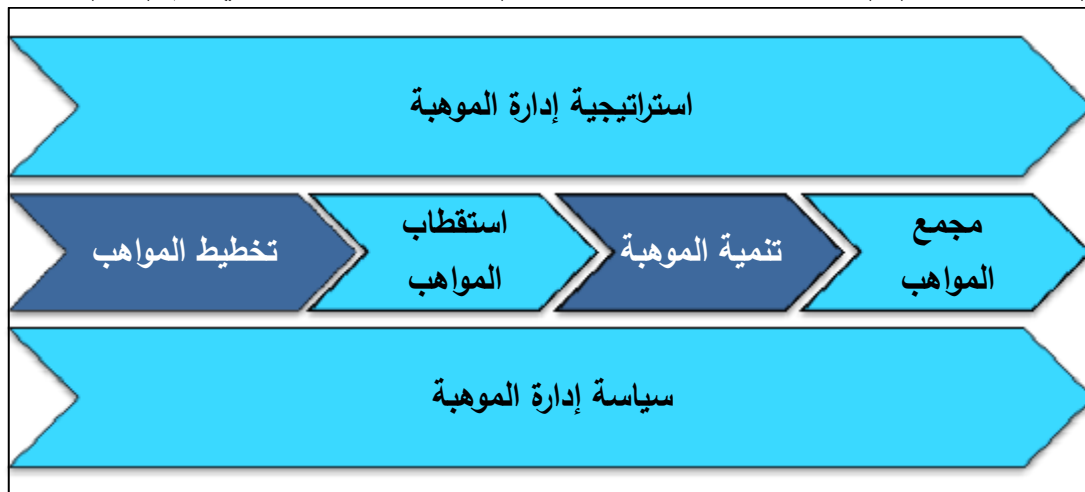 استراتيجية إدارة الموهبة
تخطيط المواهب
استقطاب
المواهب
تنمية الموهبة
مجمع
المواهب
سياسة إدارة الموهبة